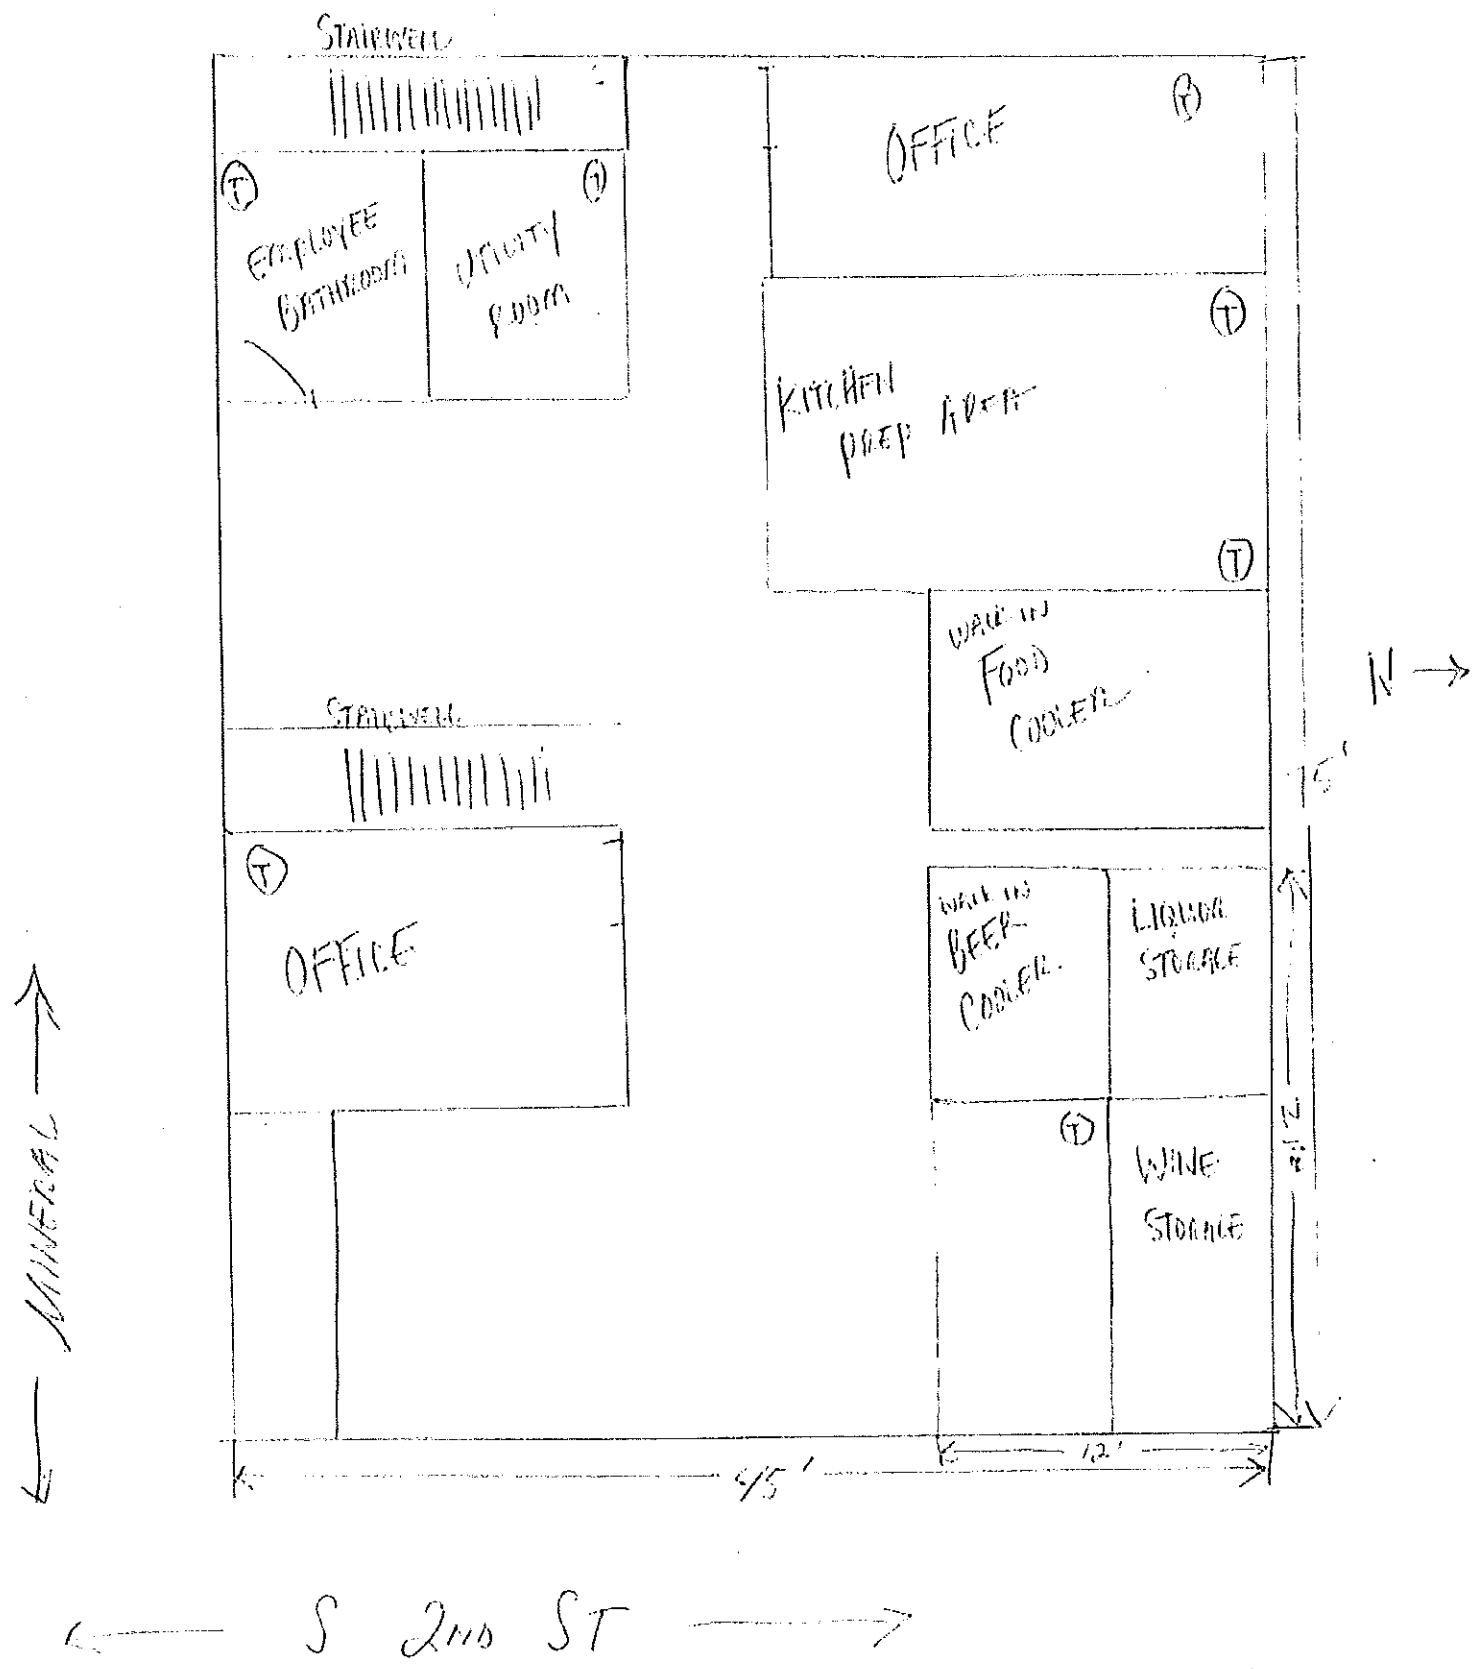 STAIRWELL
OFFICE
T
T
T
EMPLOYEE
BATHROOM
UTILITY
ROOM
T
KITCHEN
PREP AREA
T
WALK IN
FOOD
COOLER
N
STAIRWELL
75'
T
OFFICE
WALK IN
BEER
COOLER
LIQUOR
STORAGE
T
WINE
STORAGE
MINERAL
12'
45'
S 2ND ST